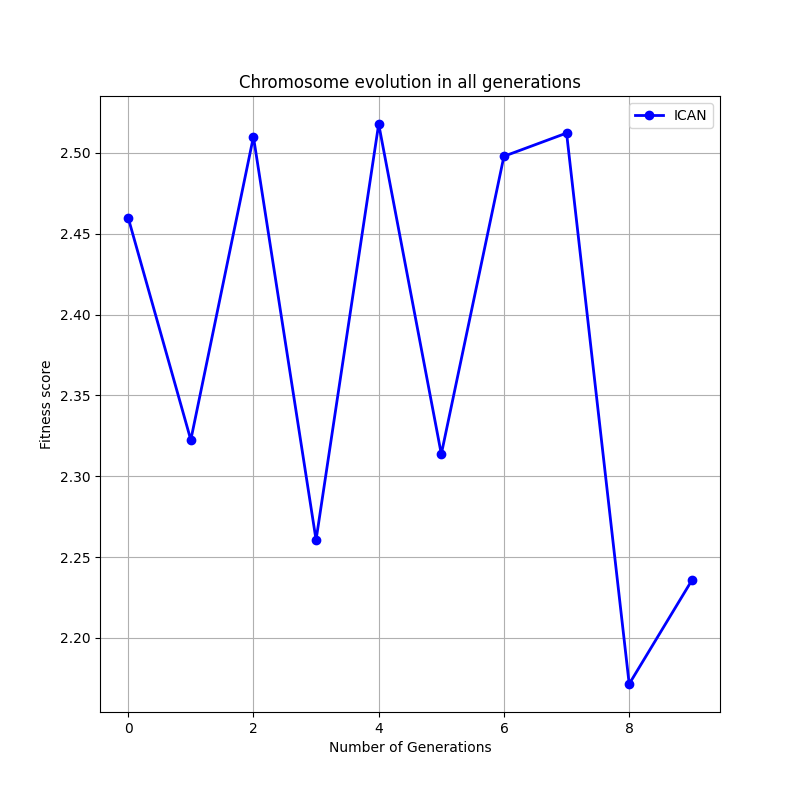 Chromosome evolution in all generations
ICAN
2.50
2.45
2.40
2.35
2.30
2.25
2.20
Fitness score
0 2 4 6 8
Number of Generations